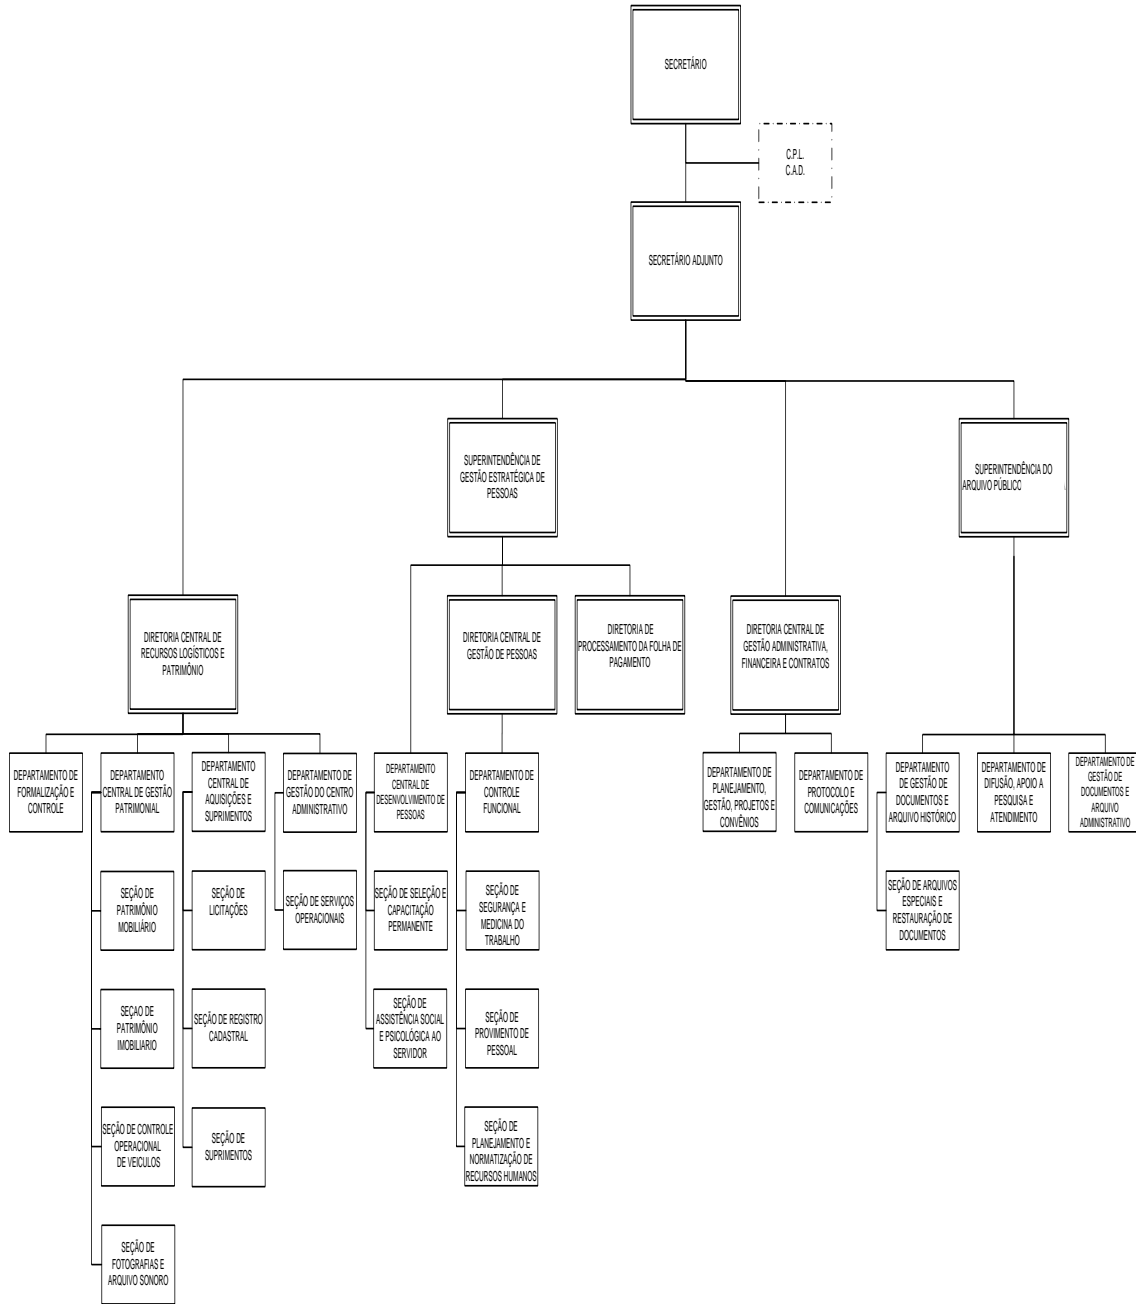 SECRETÁRIO
C.P.L.
C.A.D.
SECRETÁRIO ADJUNTO
SUPERINTENDÊNCIA DE
GESTÃO ESTRATÉGICA DE
PESSOAS
SUPERINTENDÊNCIA DO
ARQUIVO PÚBLICO
DIRETORIA CENTRAL DE
RECURSOS LOGÍSTICOS E
PATRIMÔNIO
DIRETORIA CENTRAL DE
GESTÃO DE PESSOAS
DIRETORIA DE
PROCESSAMENTO DA FOLHA DE
PAGAMENTO
DIRETORIA CENTRAL DE
GESTÃO ADMINISTRATIVA,
FINANCEIRA E CONTRATOS
DEPARTAMENTO DE
FORMALIZAÇÃO E
CONTROLE
DEPARTAMENTO
CENTRAL DE GESTÃO
PATRIMONIAL
DEPARTAMENTO
CENTRAL DE
AQUISIÇÕES E
SUPRIMENTOS
DEPARTAMENTO DE
GESTÃO DO CENTRO
ADMINISTRATIVO
DEPARTAMENTO
CENTRAL DE
DESENVOLVIMENTO DE
PESSOAS
DEPARTAMENTO DE
CONTROLE
FUNCIONAL
DEPARTAMENTO DE
PLANEJAMENTO,
GESTÃO, PROJETOS E
CONVÊNIOS
DEPARTAMENTO DE
PROTOCOLO E
COMUNICAÇÕES
DEPARTAMENTO
DE GESTÃO DE
DOCUMENTOS E
ARQUIVO HISTÓRICO
DEPARTAMENTO DE
DIFUSÃO, APOIO A
PESQUISA E
ATENDIMENTO
DEPARTAMENTO DE
GESTÃO DE
DOCUMENTOS E
ARQUIVO
ADMINISTRATIVO
SEÇÃO DE
PATRIMÔNIO
MOBILIÁRIO
SEÇÃO DE
LICITAÇÕES
SEÇÃO DE SERVIÇOS
OPERACIONAIS
SEÇÃO DE SELEÇÃO E
CAPACITAÇÃO
PERMANENTE
SEÇÃO DE
SEGURANÇA E
MEDICINA DO
TRABALHO
SEÇÃO DE ARQUIVOS
ESPECIAIS E
RESTAURAÇÃO DE
DOCUMENTOS
SEÇAO DE
PATRIMÔNIO
IMOBILIARIO
SEÇÃO DE REGISTRO
CADASTRAL
SEÇÃO DE
ASSISTÊNCIA SOCIAL
E PSICOLÓGICA AO
SERVIDOR
SEÇÃO DE
PROVIMENTO DE
PESSOAL
SEÇÃO DE CONTROLE
OPERACIONAL
DE VEICULOS
SEÇÃO DE
SUPRIMENTOS
SEÇÃO DE
PLANEJAMENTO E
NORMATIZAÇÃO DE
RECURSOS HUMANOS
SEÇÃO DE
FOTOGRAFIAS E
ARQUIVO SONORO